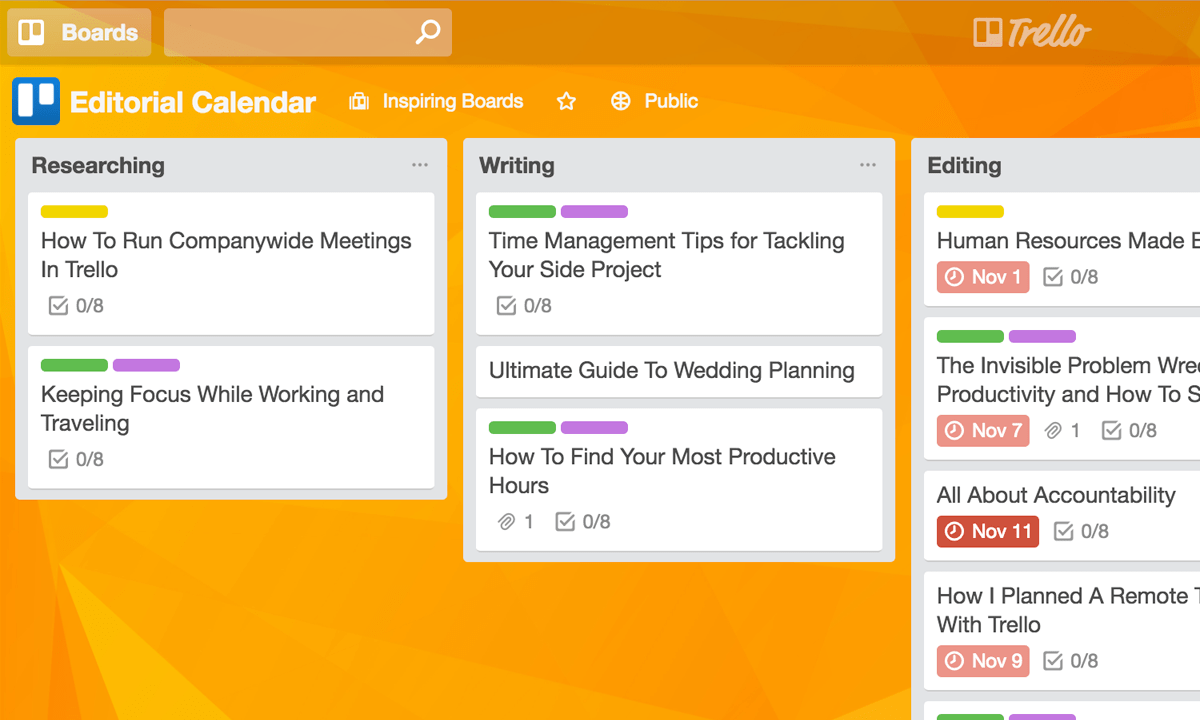 Boards
Trello
Editorial Calendar Inspiring Boards Public
Researching
How To Run Companywide Meetings
In Trello
0/8
Keeping Focus While Working and
Traveling
0/8
Writing
Time Management Tips for Tackling
Your Side Project
0/8
Ultimate Guide To Wedding Planning
How To Find Your Most Productive
Hours
1 0/8
Editing
Human Resources Made
Nov 1 0/8
The Invisible Problem
Productivity and How To
Nov 7 1 0/8
All About Accountability
Nov 11 0/8
How I Planned A Remote
With Trello
Nov 9 0/8